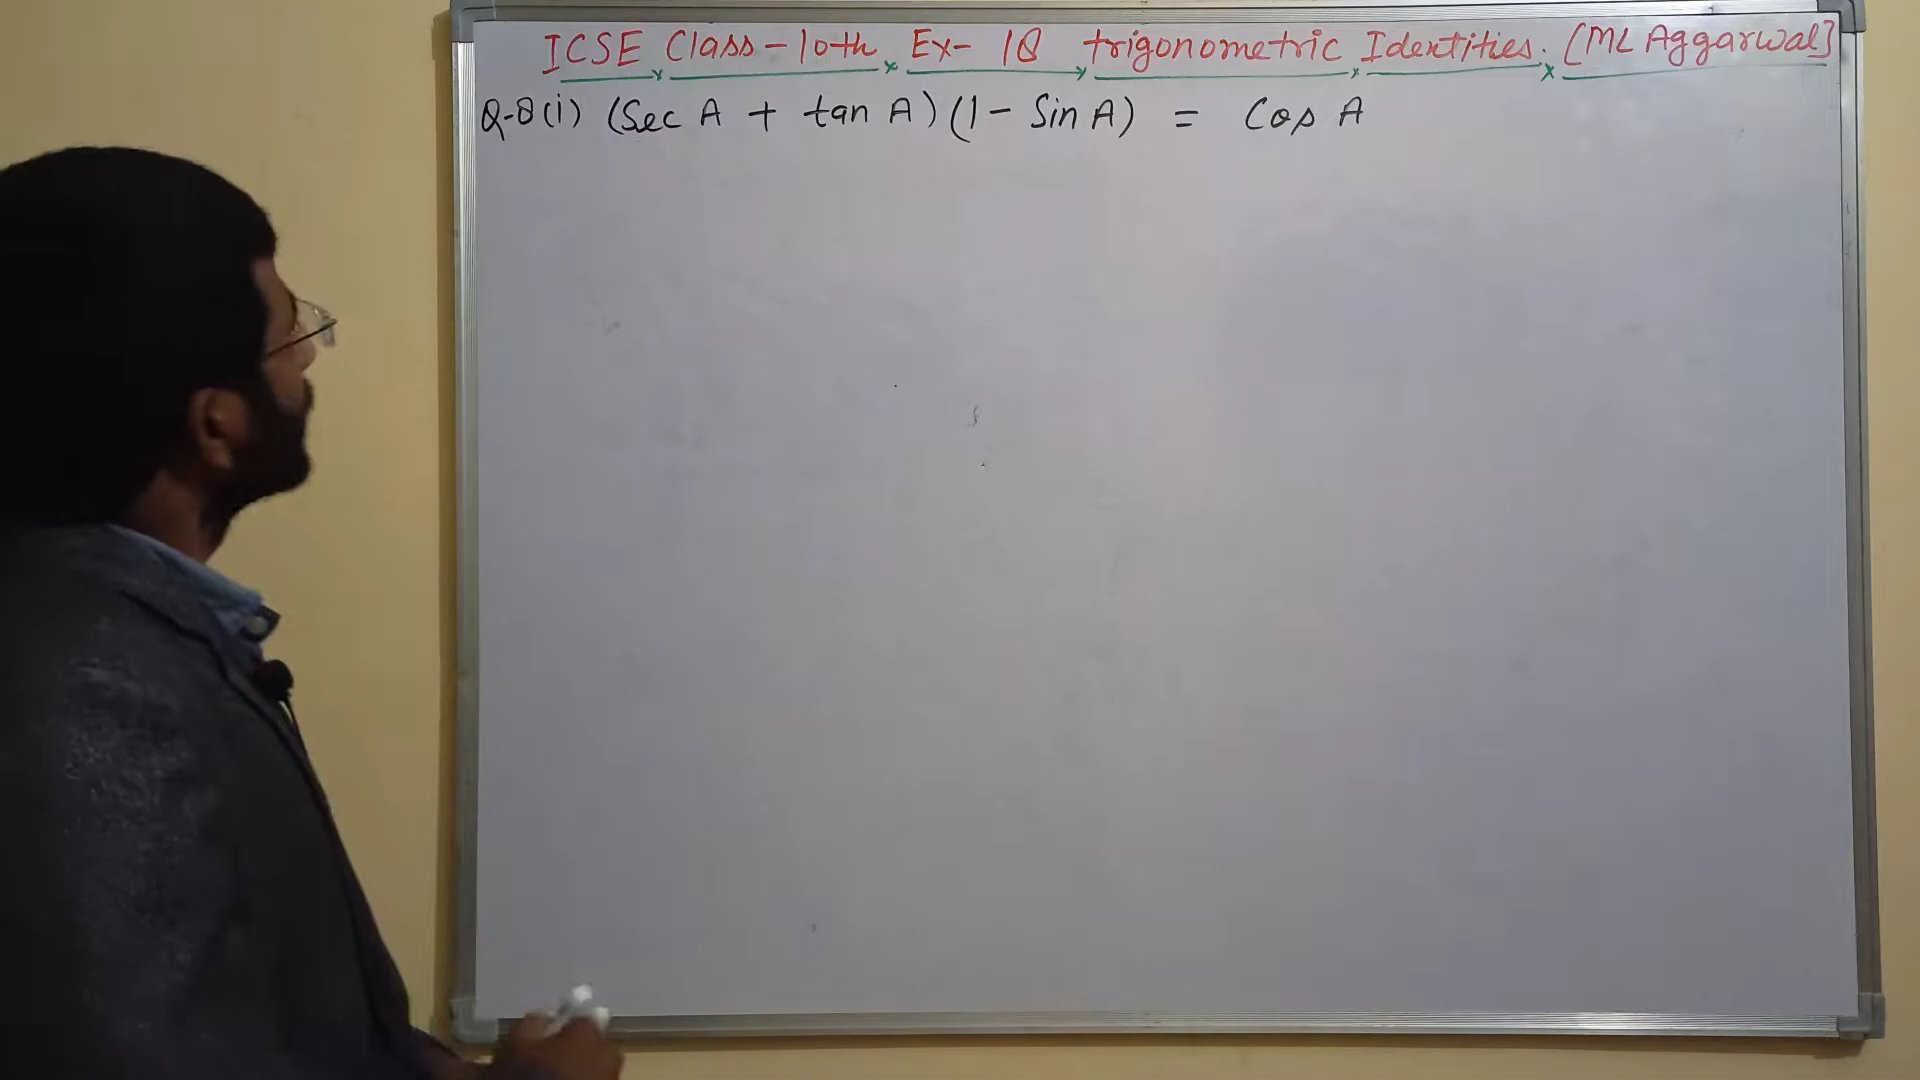 ICSE Class-10th Ex- 18 trigonometric Identities. [ML Aggarwal]
Q-8(i) (Sec A + tan A)(1- Sin A) = Cos A